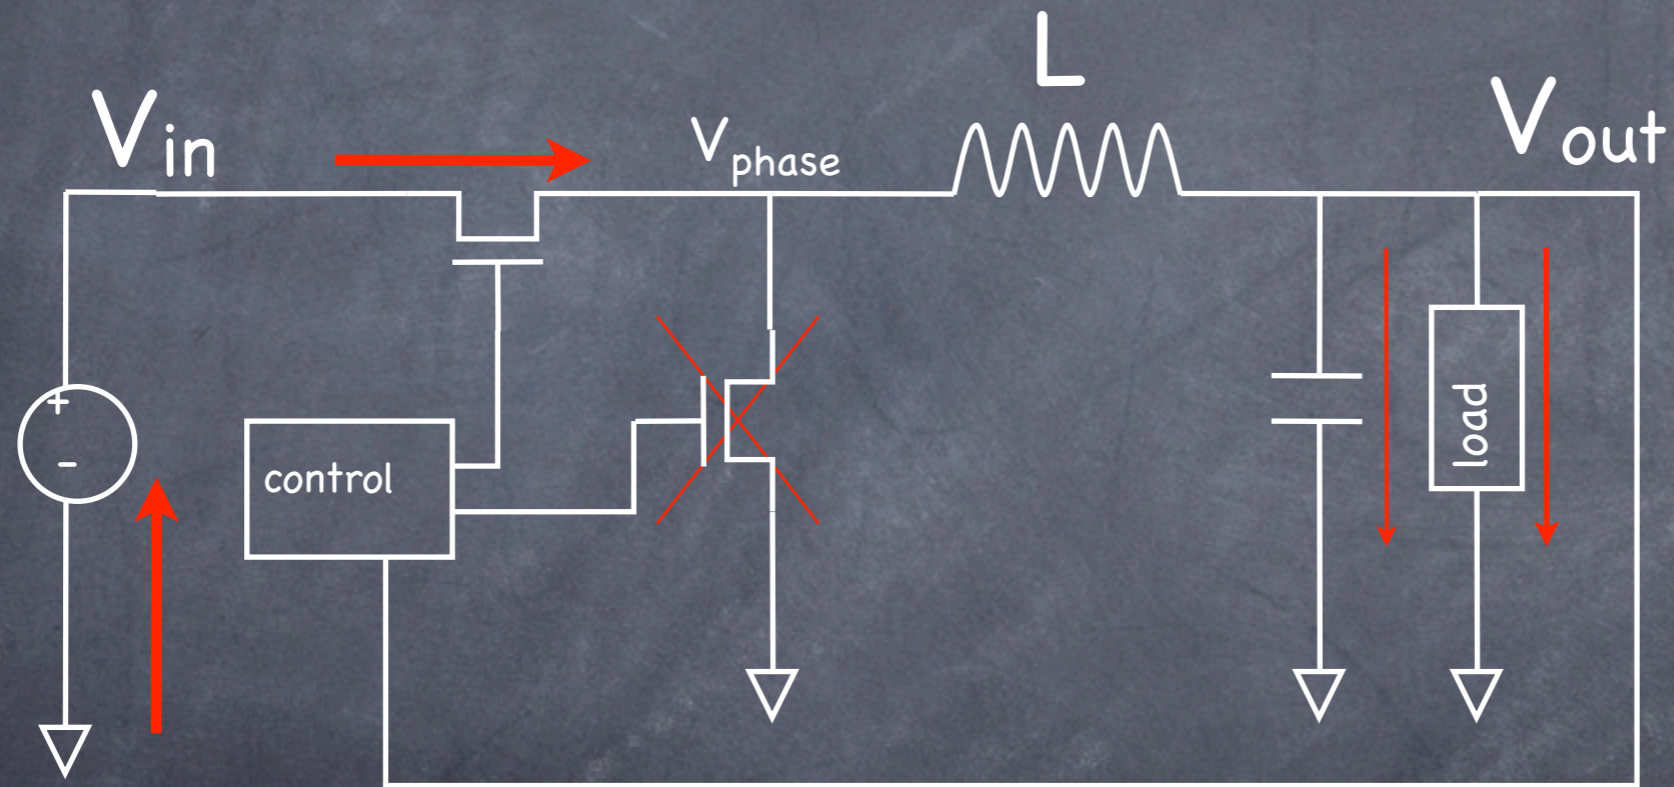 L
Vin
Vphase
Vout
+
-
control
load